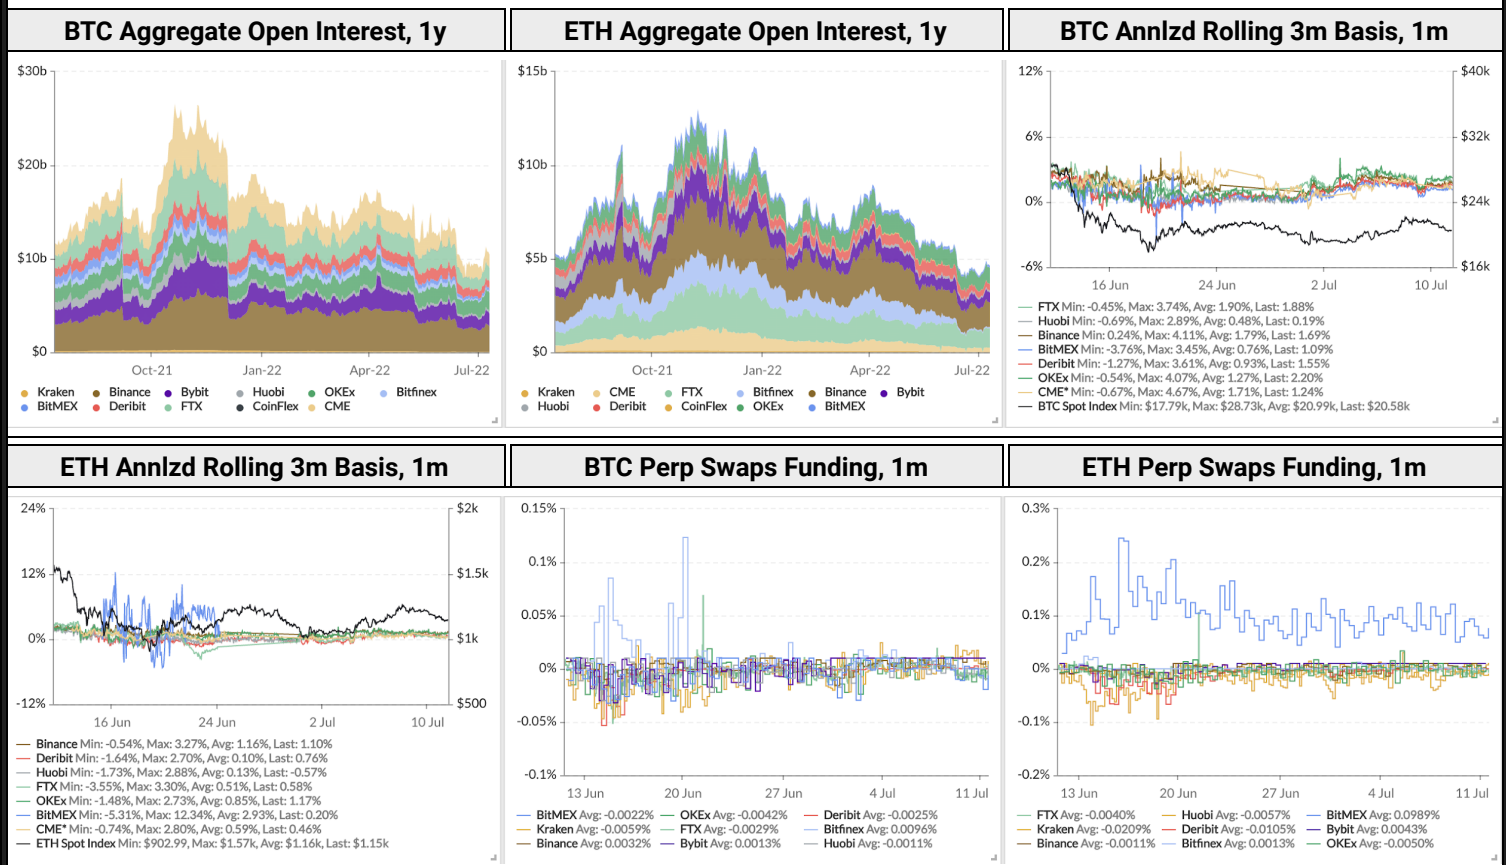 BTC Aggregate Open Interest, 1y
$30b
$20b
$10b
$0
Oct-21 Jan-22 Apr-22 Jul-22
Kraken Binance Bybit Huobi OKEx Bitfinex
BitMEX Deribit FTX CoinFlex CME
ETH Aggregate Open Interest, 1y
$15b
$10b
$5b
$0
Oct-21 Jan-22 Apr-22 Jul-22
Kraken CME FTX Bitfinex Binance Bybit
Huobi Deribit CoinFlex OKEx BitMEX
BTC Annlzd Rolling 3m Basis, 1m
12% $40k
6% $32k
0% $24k
-6% $16k
16 Jun 24 Jun 2 Jul 10 Jul
FTX Min: -0.45%, Max: 3.74%, Avg: 1.90%, Last: 1.88%
Huobi Min: -0.69%, Max: 2.89%, Avg: 0.48%, Last: 0.19%
Binance Min: 0.24%, Max: 4.11%, Avg: 1.79%, Last: 1.69%
BitMEX Min: -3.76%, Max: 3.45%, Avg: 0.76%, Last: 1.09%
Deribit Min: -1.27%, Max: 3.61%, Avg: 0.93%, Last: 1.55%
OKEx Min: -0.54%, Max: 4.07%, Avg: 1.27%, Last: 2.20%
CME* Min: -0.67%, Max: 4.67%, Avg: 1.71%, Last: 1.24%
BTC Spot Index Min: $17.79k, Max: $28.73k, Avg: $20.99k, Last: $20.58k
ETH Annlzd Rolling 3m Basis, 1m
24% $2k
12% $1.5k
0% $1k
-12% $500
16 Jun 24 Jun 2 Jul 10 Jul
Binance Min: -0.54%, Max: 3.27%, Avg: 1.16%, Last: 1.10%
Deribit Min: -1.64%, Max: 2.70%, Avg: 0.10%, Last: 0.76%
Huobi Min: -1.73%, Max: 2.88%, Avg: 0.13%, Last: -0.57%
FTX Min: -3.55%, Max: 3.30%, Avg: 0.51%, Last: 0.58%
OKEx Min: -1.48%, Max: 2.73%, Avg: 0.85%, Last: 1.17%
BitMEX Min: -5.31%, Max: 12.34%, Avg: 2.93%, Last: 0.20%
CME* Min: -0.74%, Max: 2.80%, Avg: 0.59%, Last: 0.46%
ETH Spot Index Min: $902.99, Max: $1.57k, Avg: $1.16k, Last: $1.15k
BTC Perp Swaps Funding, 1m
0.15%
0.1%
0.05%
0%
-0.05%
-0.1%
13 Jun 20 Jun 27 Jun 4 Jul 11 Jul
BitMEX Avg: -0.0022% OKEx Avg: -0.0042% Deribit Avg: -0.0025%
Kraken Avg: -0.0059% FTX Avg: -0.0029% Bitfinex Avg: 0.0096%
Binance Avg: 0.0032% Bybit Avg: 0.0013% Huobi Avg: -0.0011%
ETH Perp Swaps Funding, 1m
0.3%
0.2%
0.1%
0%
-0.1%
-0.2%
13 Jun 20 Jun 27 Jun 4 Jul 11 Jul
FTX Avg: -0.0040% Huobi Avg: -0.0057% BitMEX Avg: 0.0989%
Kraken Avg: -0.0209% Deribit Avg: -0.0105% Bybit Avg: 0.0043%
Binance Avg: -0.0011% Bitfinex Avg: 0.0013% OKEx Avg: -0.0050%